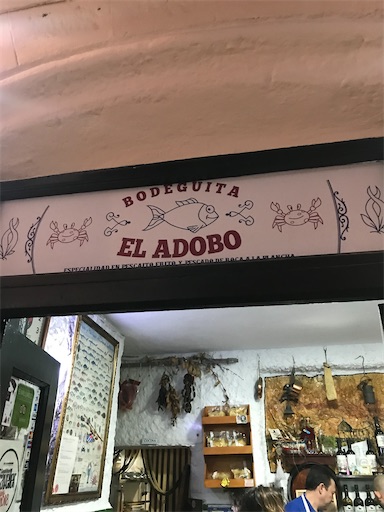 BODEGUITA
EL ADOBO
ESPECIALIDAD EN PESCAITO FRITO Y PESCADO DE ROCA A LA PLANCHA